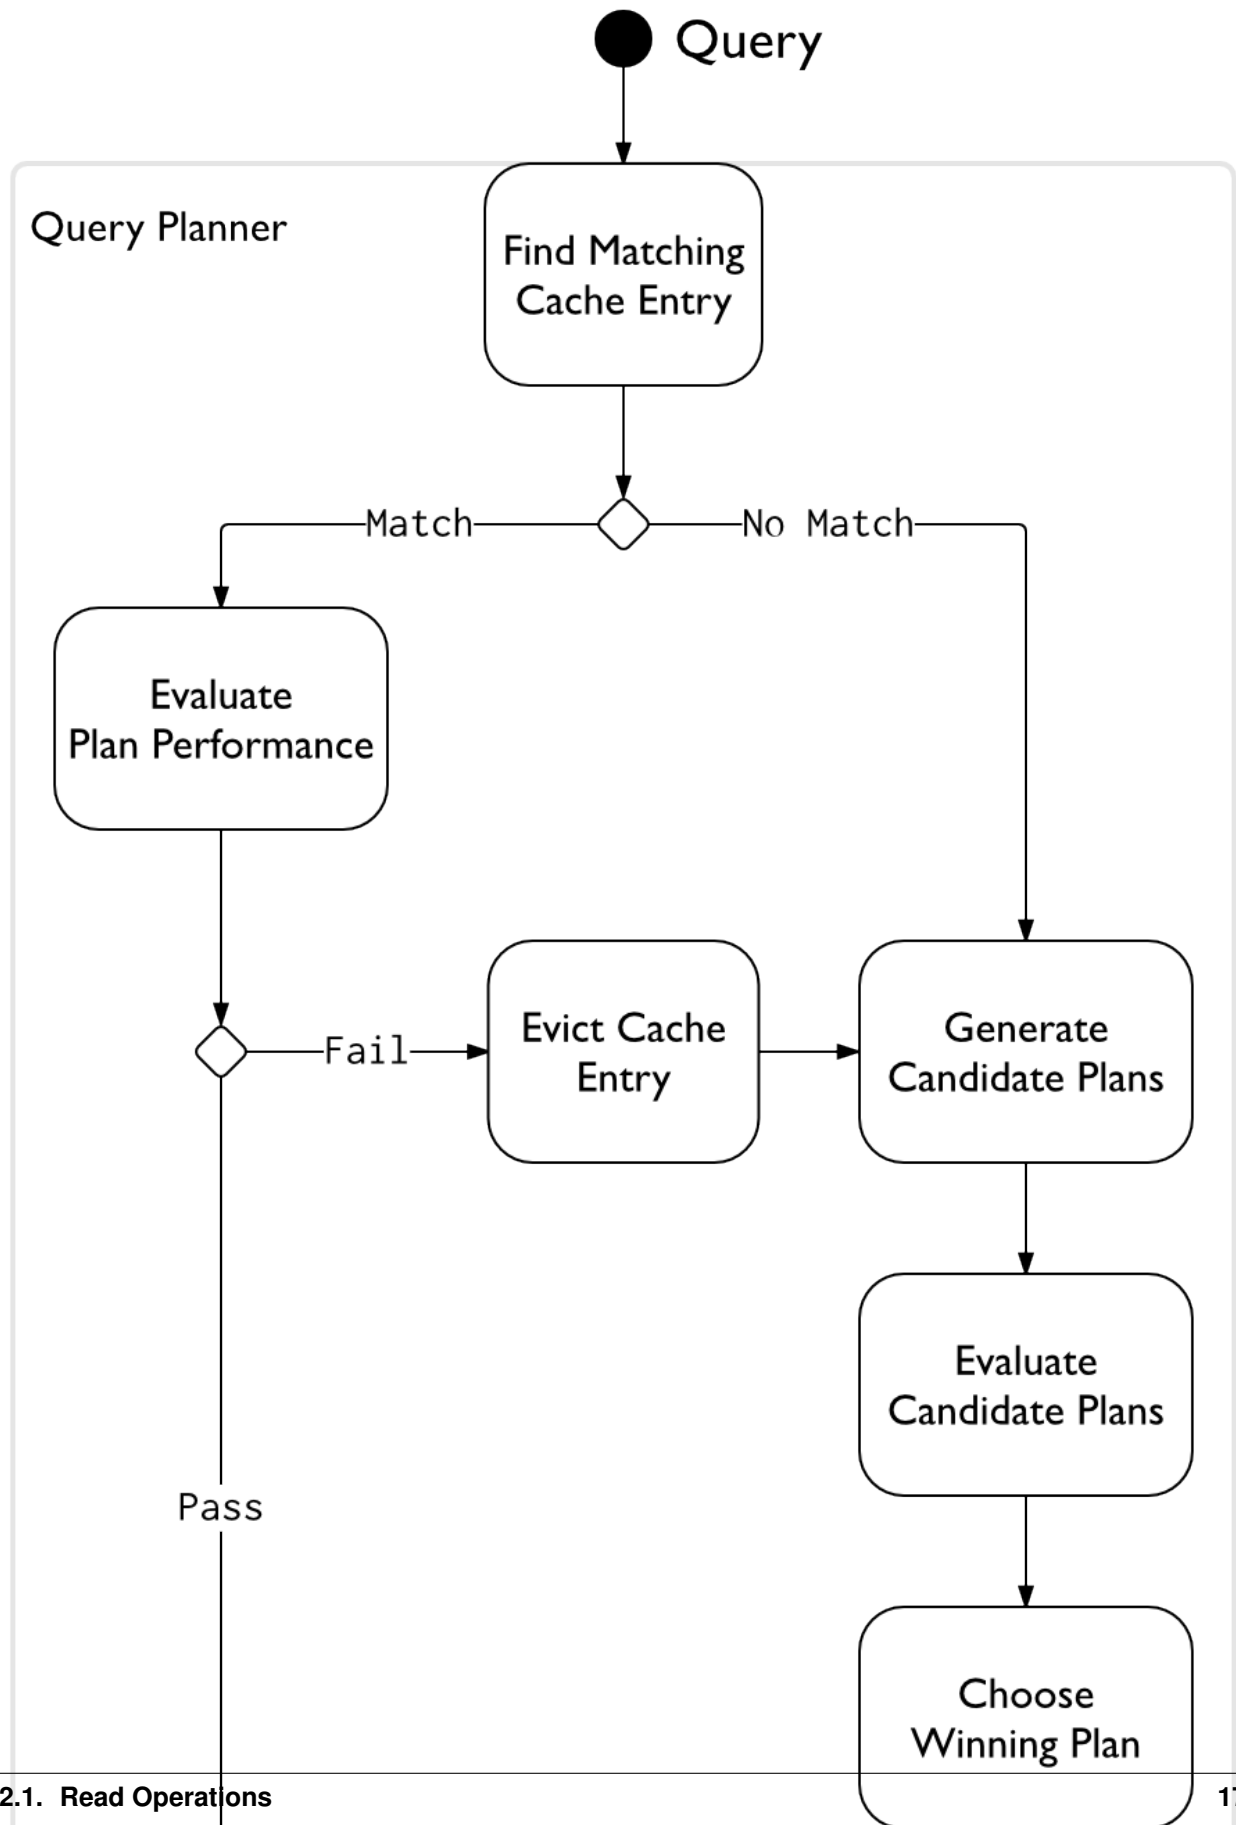 Query
Query Planner
Find Matching
Cache Entry
Match
No Match
Evaluate
Plan Performance
Fail
Evict Cache
Entry
Generate
Candidate Plans
Evaluate
Candidate Plans
Pass
Choose
Winning Plan
2.1. Read Operations